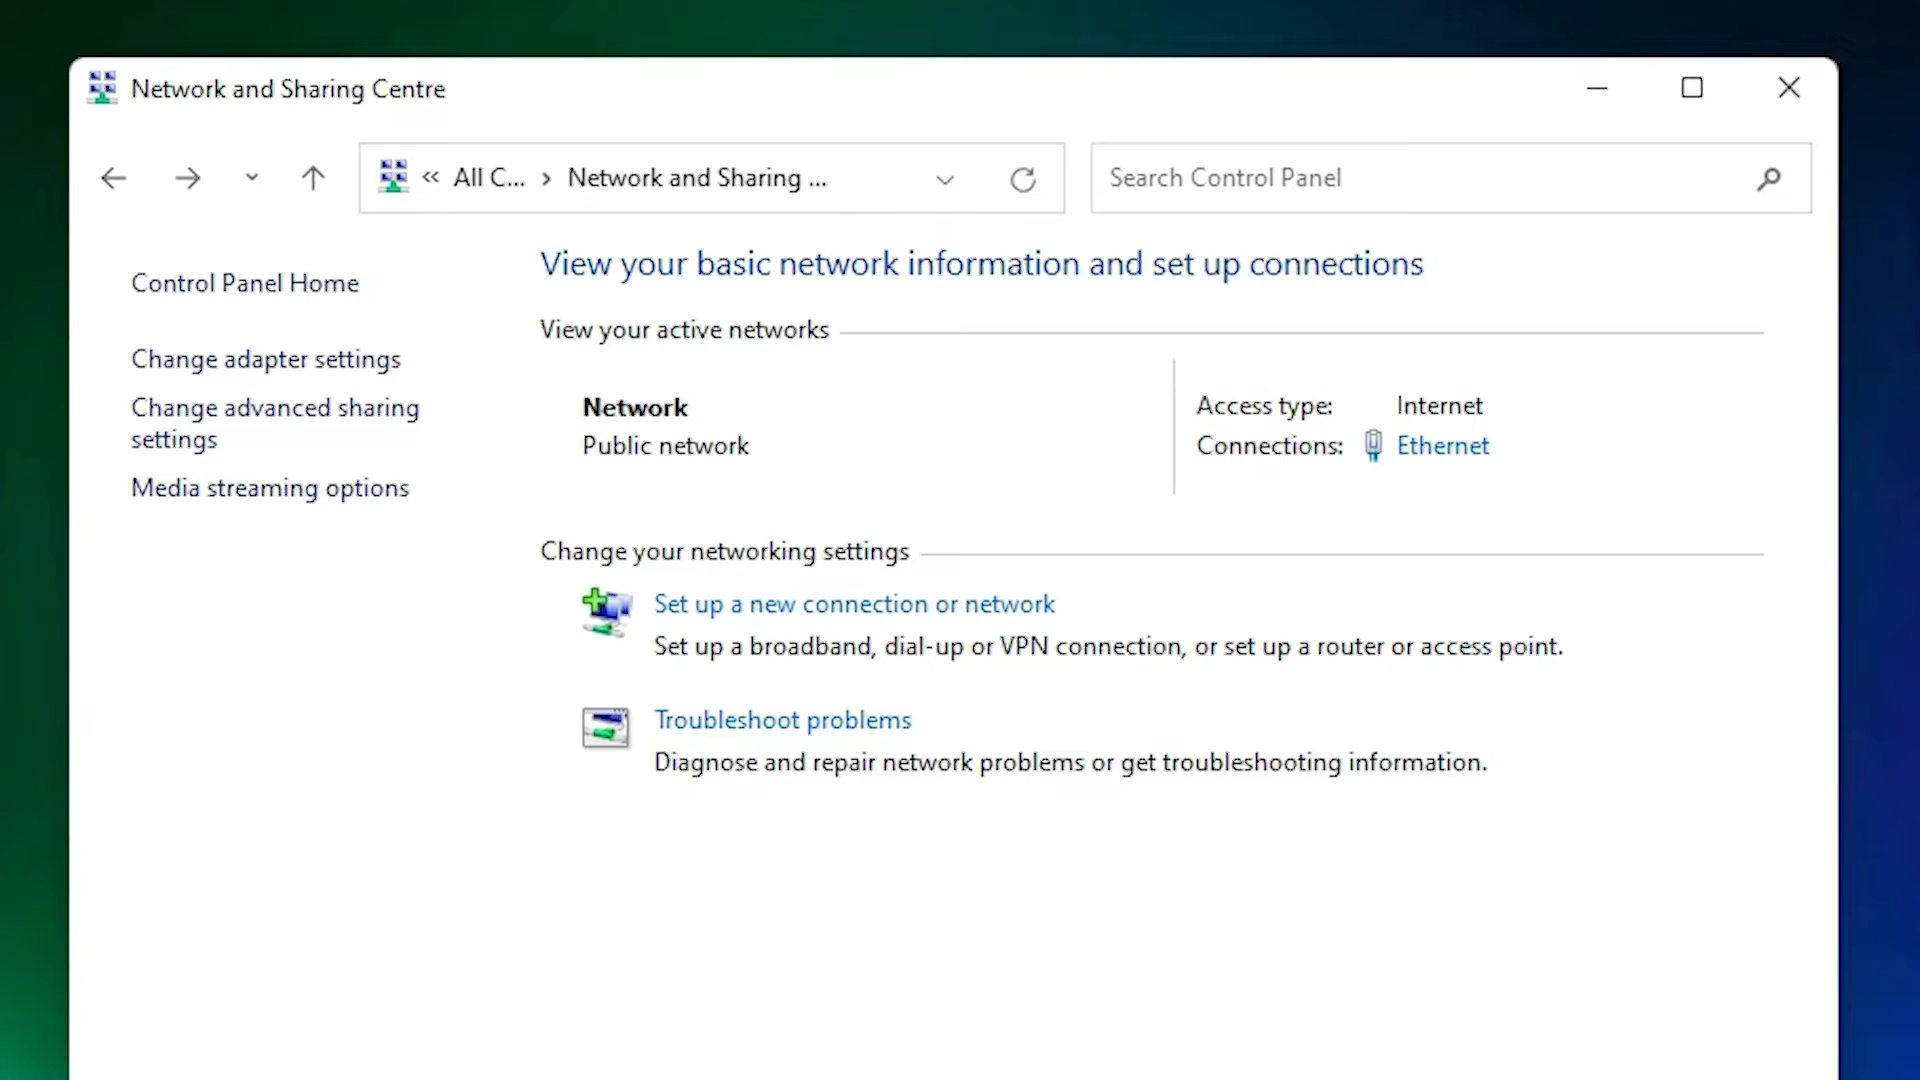 Network and Sharing Centre
« All C... › Network and Sharing ...
Search Control Panel
Control Panel Home
Change adapter settings
Change advanced sharing
settings
Media streaming options
View your basic network information and set up connections
View your active networks
Network
Public network
Access type: Internet
Connections: Ethernet
Change your networking settings
Set up a new connection or network
Set up a broadband, dial-up or VPN connection, or set up a router or access point.
Troubleshoot problems
Diagnose and repair network problems or get troubleshooting information.